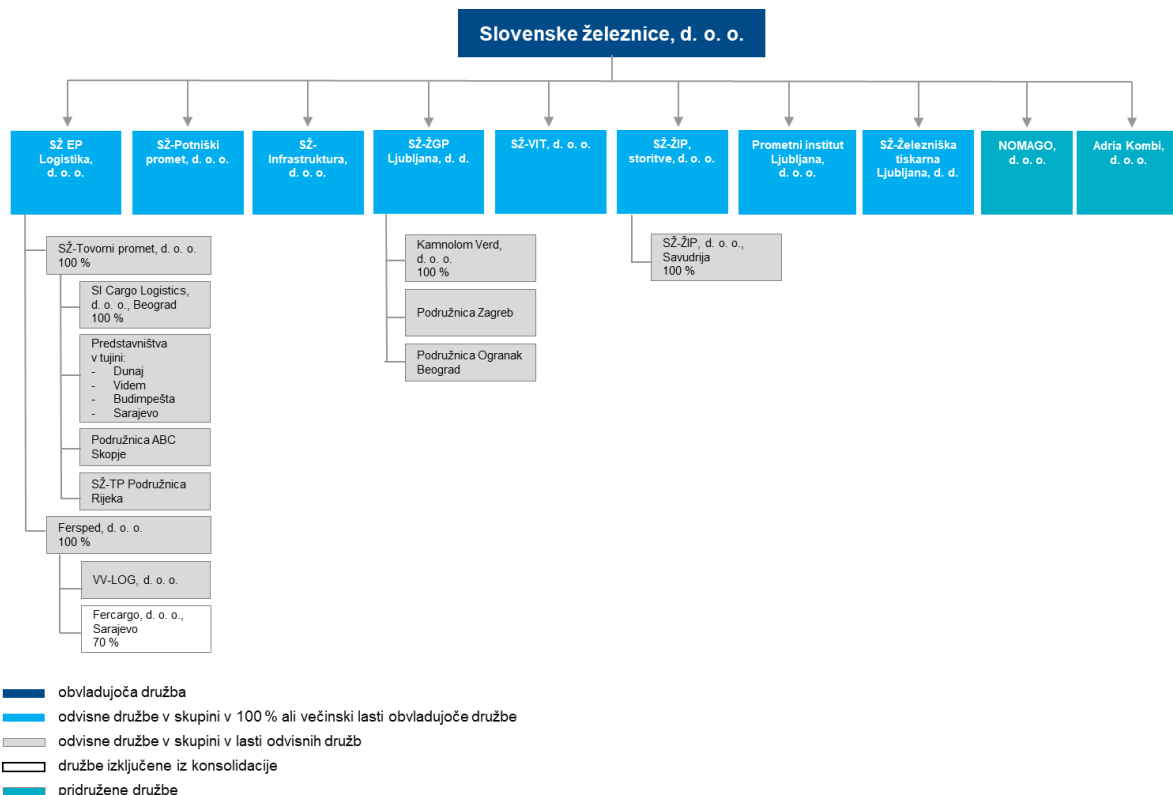 Slovenske železnice, d. o. o.
SŽ EP
Logistika,
d. o. o.
SŽ-Potniški
promet, d. o. o.
SŽ-
Infrastruktura,
d. o. o.
SŽ-ŽGP
Ljubljana, d. d.
SŽ-VIT, d. o. o.
SŽ-ŽIP,
storitve, d. o. o.
Prometni institut
Ljubljana,
d. o. o.
SŽ-Železniška
tiskarna
Ljubljana, d. d.
NOMAGO,
d. o. o.
Adria Kombi,
d. o. o.
SŽ-Tovorni promet, d. o. o.
100 %
SI Cargo Logistics,
d. o. o., Beograd
100 %
Predstavništva
v tujini:
- Dunaj
- Videm
- Budimpešta
- Sarajevo
Podružnica ABC
Skopje
SŽ-TP Podružnica
Rijeka
Fersped, d. o. o.
100 %
VV-LOG, d. o. o.
Fercargo, d. o. o.,
Sarajevo
70 %
Kamnolom Verd,
d. o. o.
100 %
Podružnica Zagreb
Podružnica Ogranak
Beograd
SŽ-ŽIP, d. o. o.,
Savudrija
100 %
obvladujoča družba
odvisne družbe v skupini v 100 % ali večinski lasti obvladujoče družbe
odvisne družbe v skupini v lasti odvisnih družb
družbe izključene iz konsolidacije
pridružene družbe